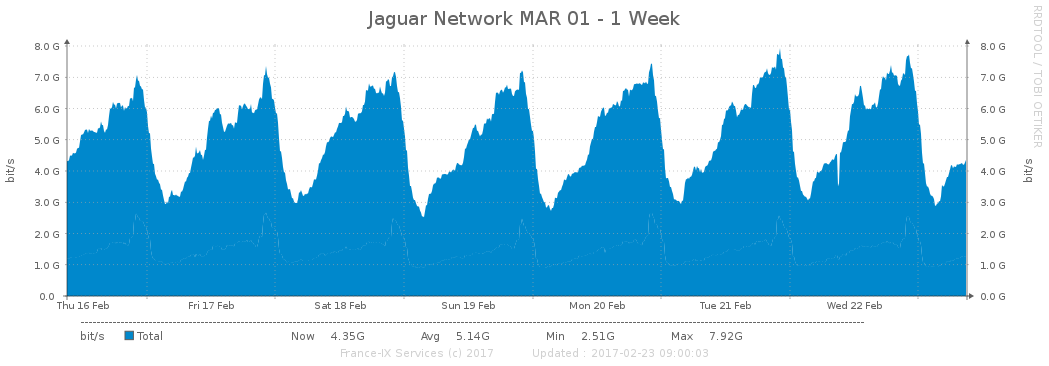 Jaguar Network MAR 01 - 1 Week
RRDTOOL / TOBI OETIKER
8.0 G 8.0 G
7.0 G 7.0 G
6.0 G 6.0 G
5.0 G 5.0 G
4.0 G 4.0 G
3.0 G 3.0 G
2.0 G 2.0 G
1.0 G 1.0 G
0.0 0.0 G
bit/s
bit/s
Thu 16 Feb Fri 17 Feb Sat 18 Feb Sun 19 Feb Mon 20 Feb Tue 21 Feb Wed 22 Feb
bit/s Total Now 4.35G Avg 5.14G Min 2.51G Max 7.92G
France-IX Services (c) 2017 Updated : 2017-02-23 09:00:03